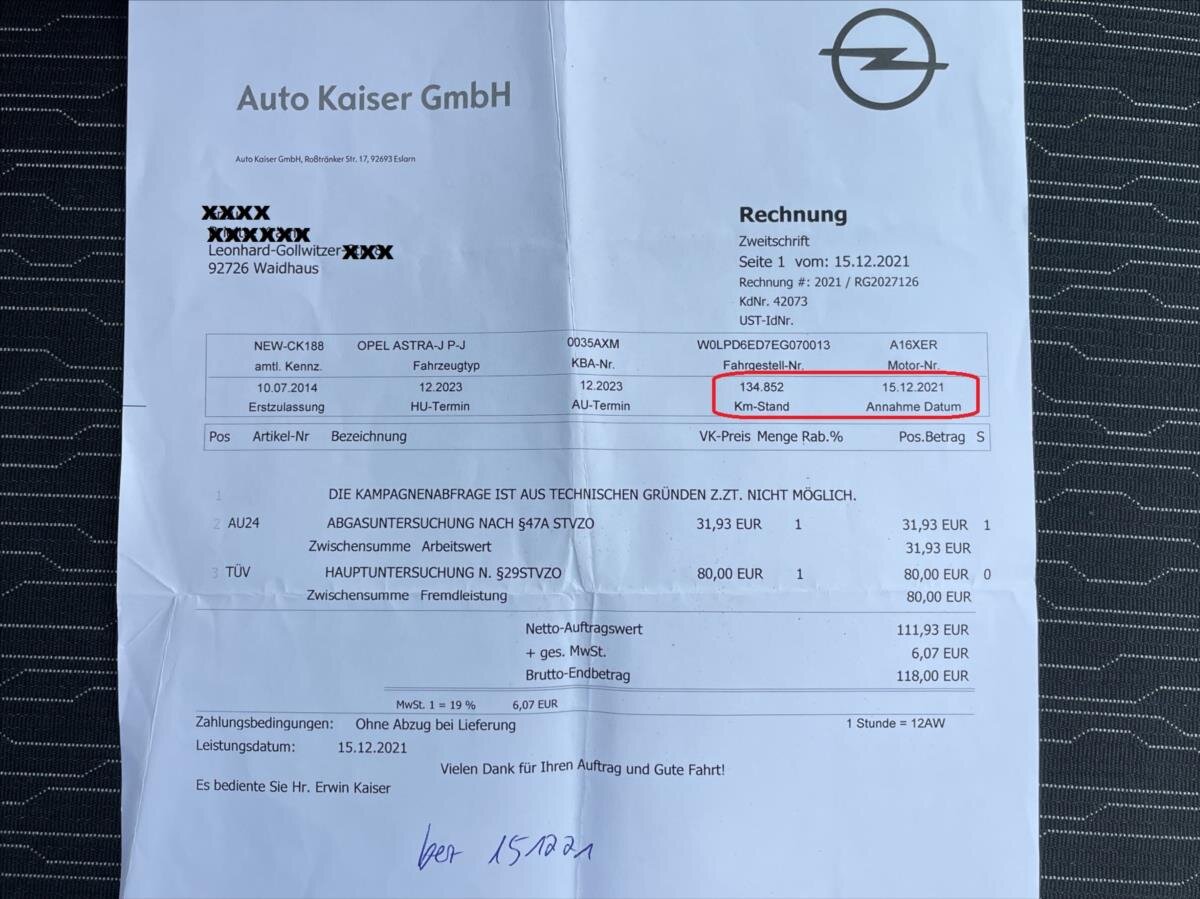 Auto Kaiser GmbH
Auto Kaiser GmbH, Roßtränker Str. 17, 92693 Eslarn
XXXX
XXXXXX
Leonhard-Gollwitzer-XXX
92726 Waidhaus
Rechnung
Zweitschrift
Seite 1 vom: 15.12.2021
Rechnung #: 2021 / RG2027126
KdNr. 42073
UST-IdNr.
NEW-CK188 OPEL ASTRA-J P-J 0035AXM W0LPD6ED7EG070013 A16XER
amtl. Kennz. Fahrzeugtyp KBA-Nr. Fahrgestell-Nr. Motor-Nr.
10.07.2014 12.2023 12.2023 134.852 15.12.2021
Erstzulassung HU-Termin AU-Termin Km-Stand Annahme Datum
Pos Artikel-Nr Bezeichnung VK-Preis Menge Rab.% Pos.Betrag S
1 DIE KAMPAGNENABFRAGE IST AUS TECHNISCHEN GRÜNDEN Z.ZT. NICHT MÖGLICH.
2 AU24 ABGASUNTERSUCHUNG NACH §47A STVZO 31,93 EUR 1 31,93 EUR 1
Zwischensumme Arbeitswert 31,93 EUR
3 TÜV HAUPTUNTERSUCHUNG N. §29STVZO 80,00 EUR 1 80,00 EUR 0
Zwischensumme Fremdleistung 80,00 EUR
Netto-Auftragswert 111,93 EUR
+ ges. MwSt. 6,07 EUR
Brutto-Endbetrag 118,00 EUR
MwSt. 1 = 19 % 6,07 EUR
Zahlungsbedingungen: Ohne Abzug bei Lieferung 1 Stunde = 12AW
Leistungsdatum: 15.12.2021
Vielen Dank für Ihren Auftrag und Gute Fahrt!
Es bediente Sie Hr. Erwin Kaiser
bez 151221